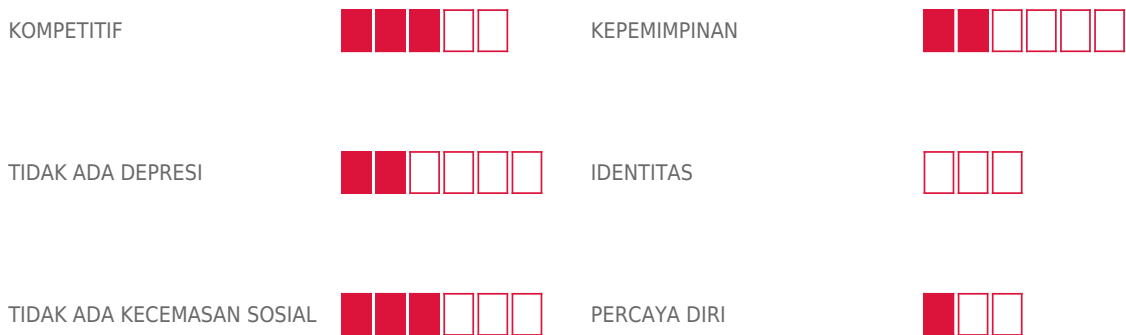 KOMPETITIF
KEPEMIMPINAN
TIDAK ADA DEPRESI
IDENTITAS
TIDAK ADA KECEMASAN SOSIAL
PERCAYA DIRI